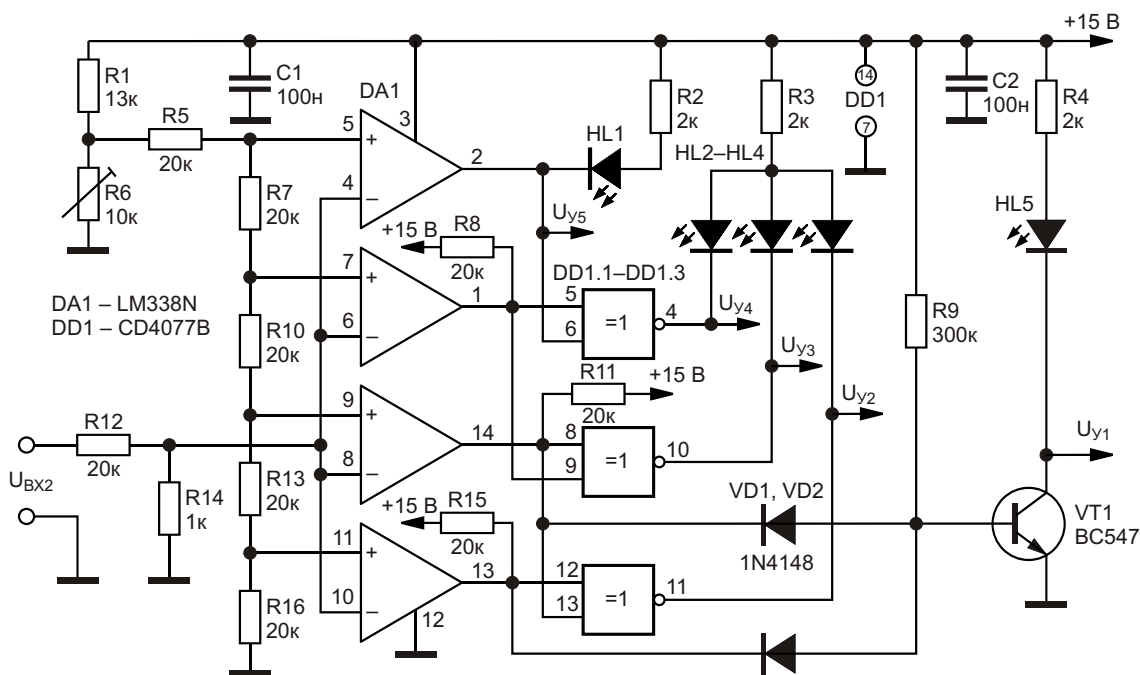 +15 В
R1
13к
C1
100н
DA1
R5
20к
5
3
+
2
4
–
R6
10к
R7
20к
HL1
R2
2к
R3
2к
14
DD1
7
C2
100н
R4
2к
HL2–HL4
HL5
UУ5
+15 В
R8
20к
7
+
1
6
–
DD1.1–DD1.3
5
6
=1
4
UУ4
DA1 – LM338N
DD1 – CD4077B
R10
20к
R9
300к
UУ3
R11
20к
+15 В
UУ2
9
+
14
8
–
8
9
=1
10
UУ1
R12
20к
UВХ2
R14
1к
R13
20к
+15 В
R15
20к
VD1, VD2
1N4148
VT1
BC547
11
+
13
10
–
12
12
13
=1
11
R16
20к